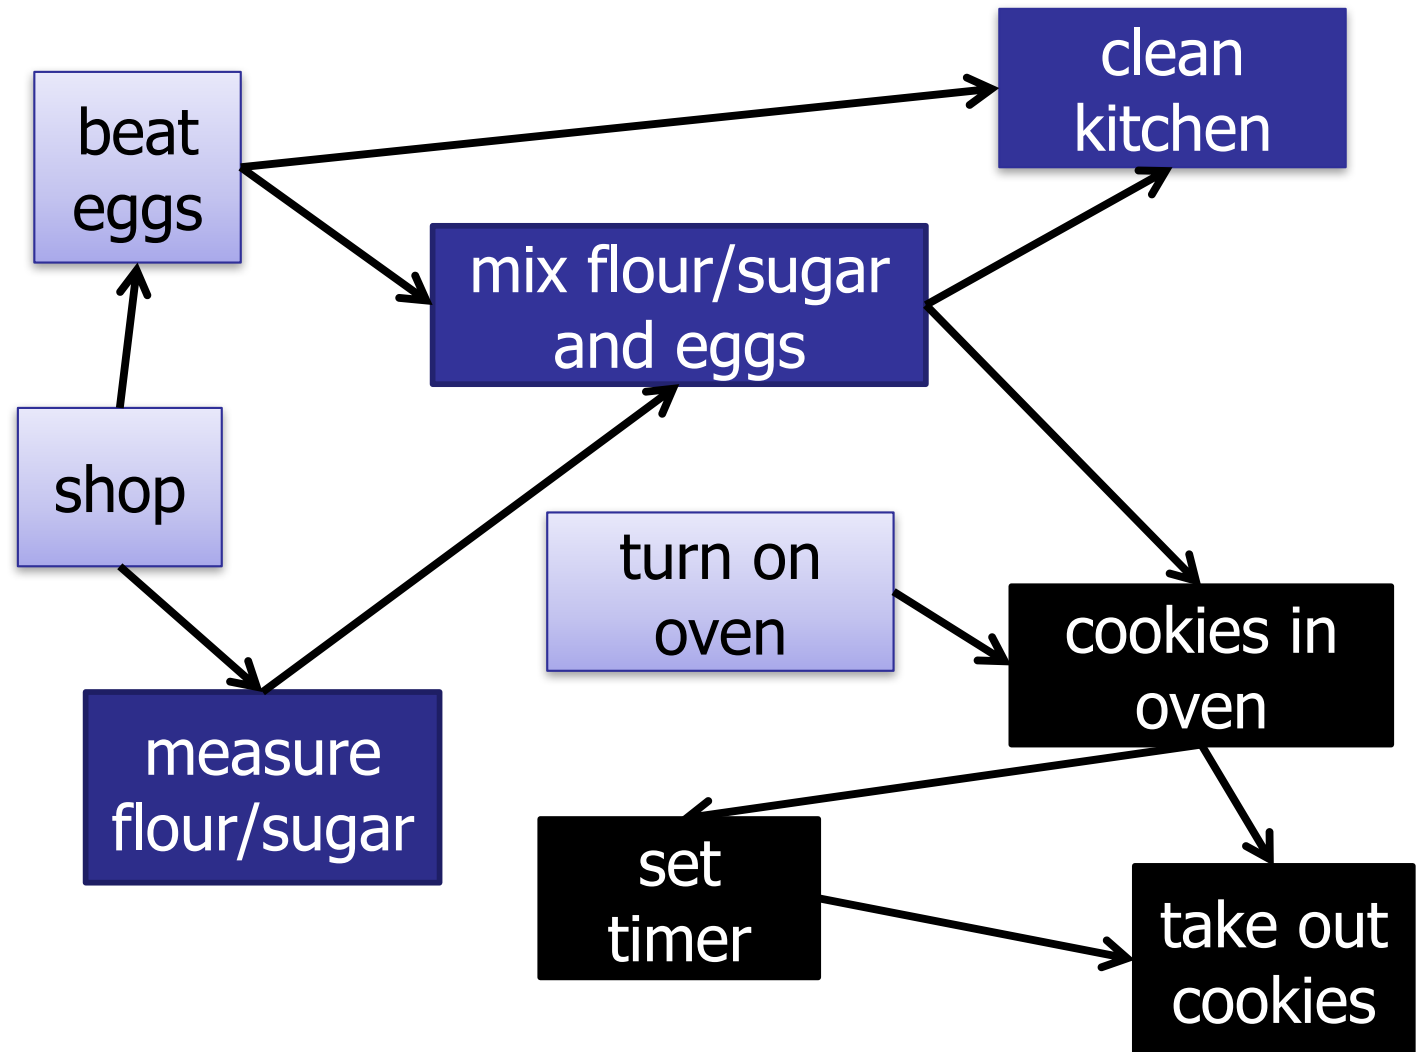 clean
kitchen
beat
eggs
mix flour/sugar
and eggs
shop
turn on
oven
cookies in
oven
measure
flour/sugar
set
timer
take out
cookies